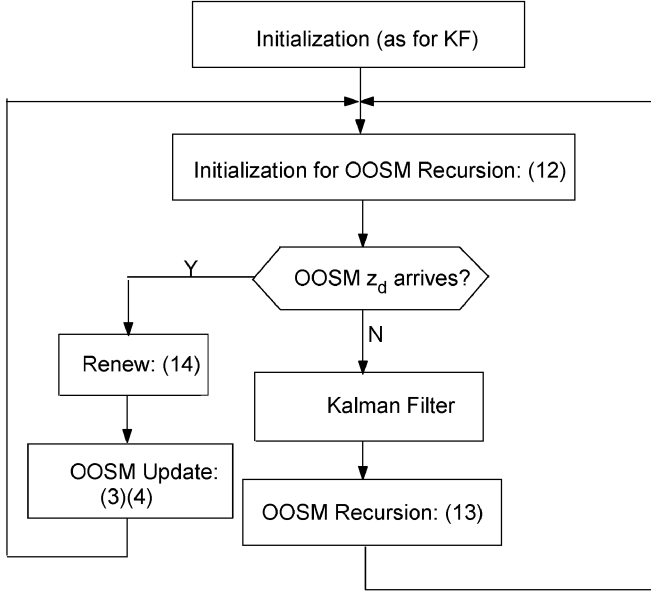 Initialization (as for KF)
Initialization for OOSM Recursion: (12)
OOSM z_d arrives?
Y
N
Renew: (14)
Kalman Filter
OOSM Update:
(3)(4)
OOSM Recursion: (13)